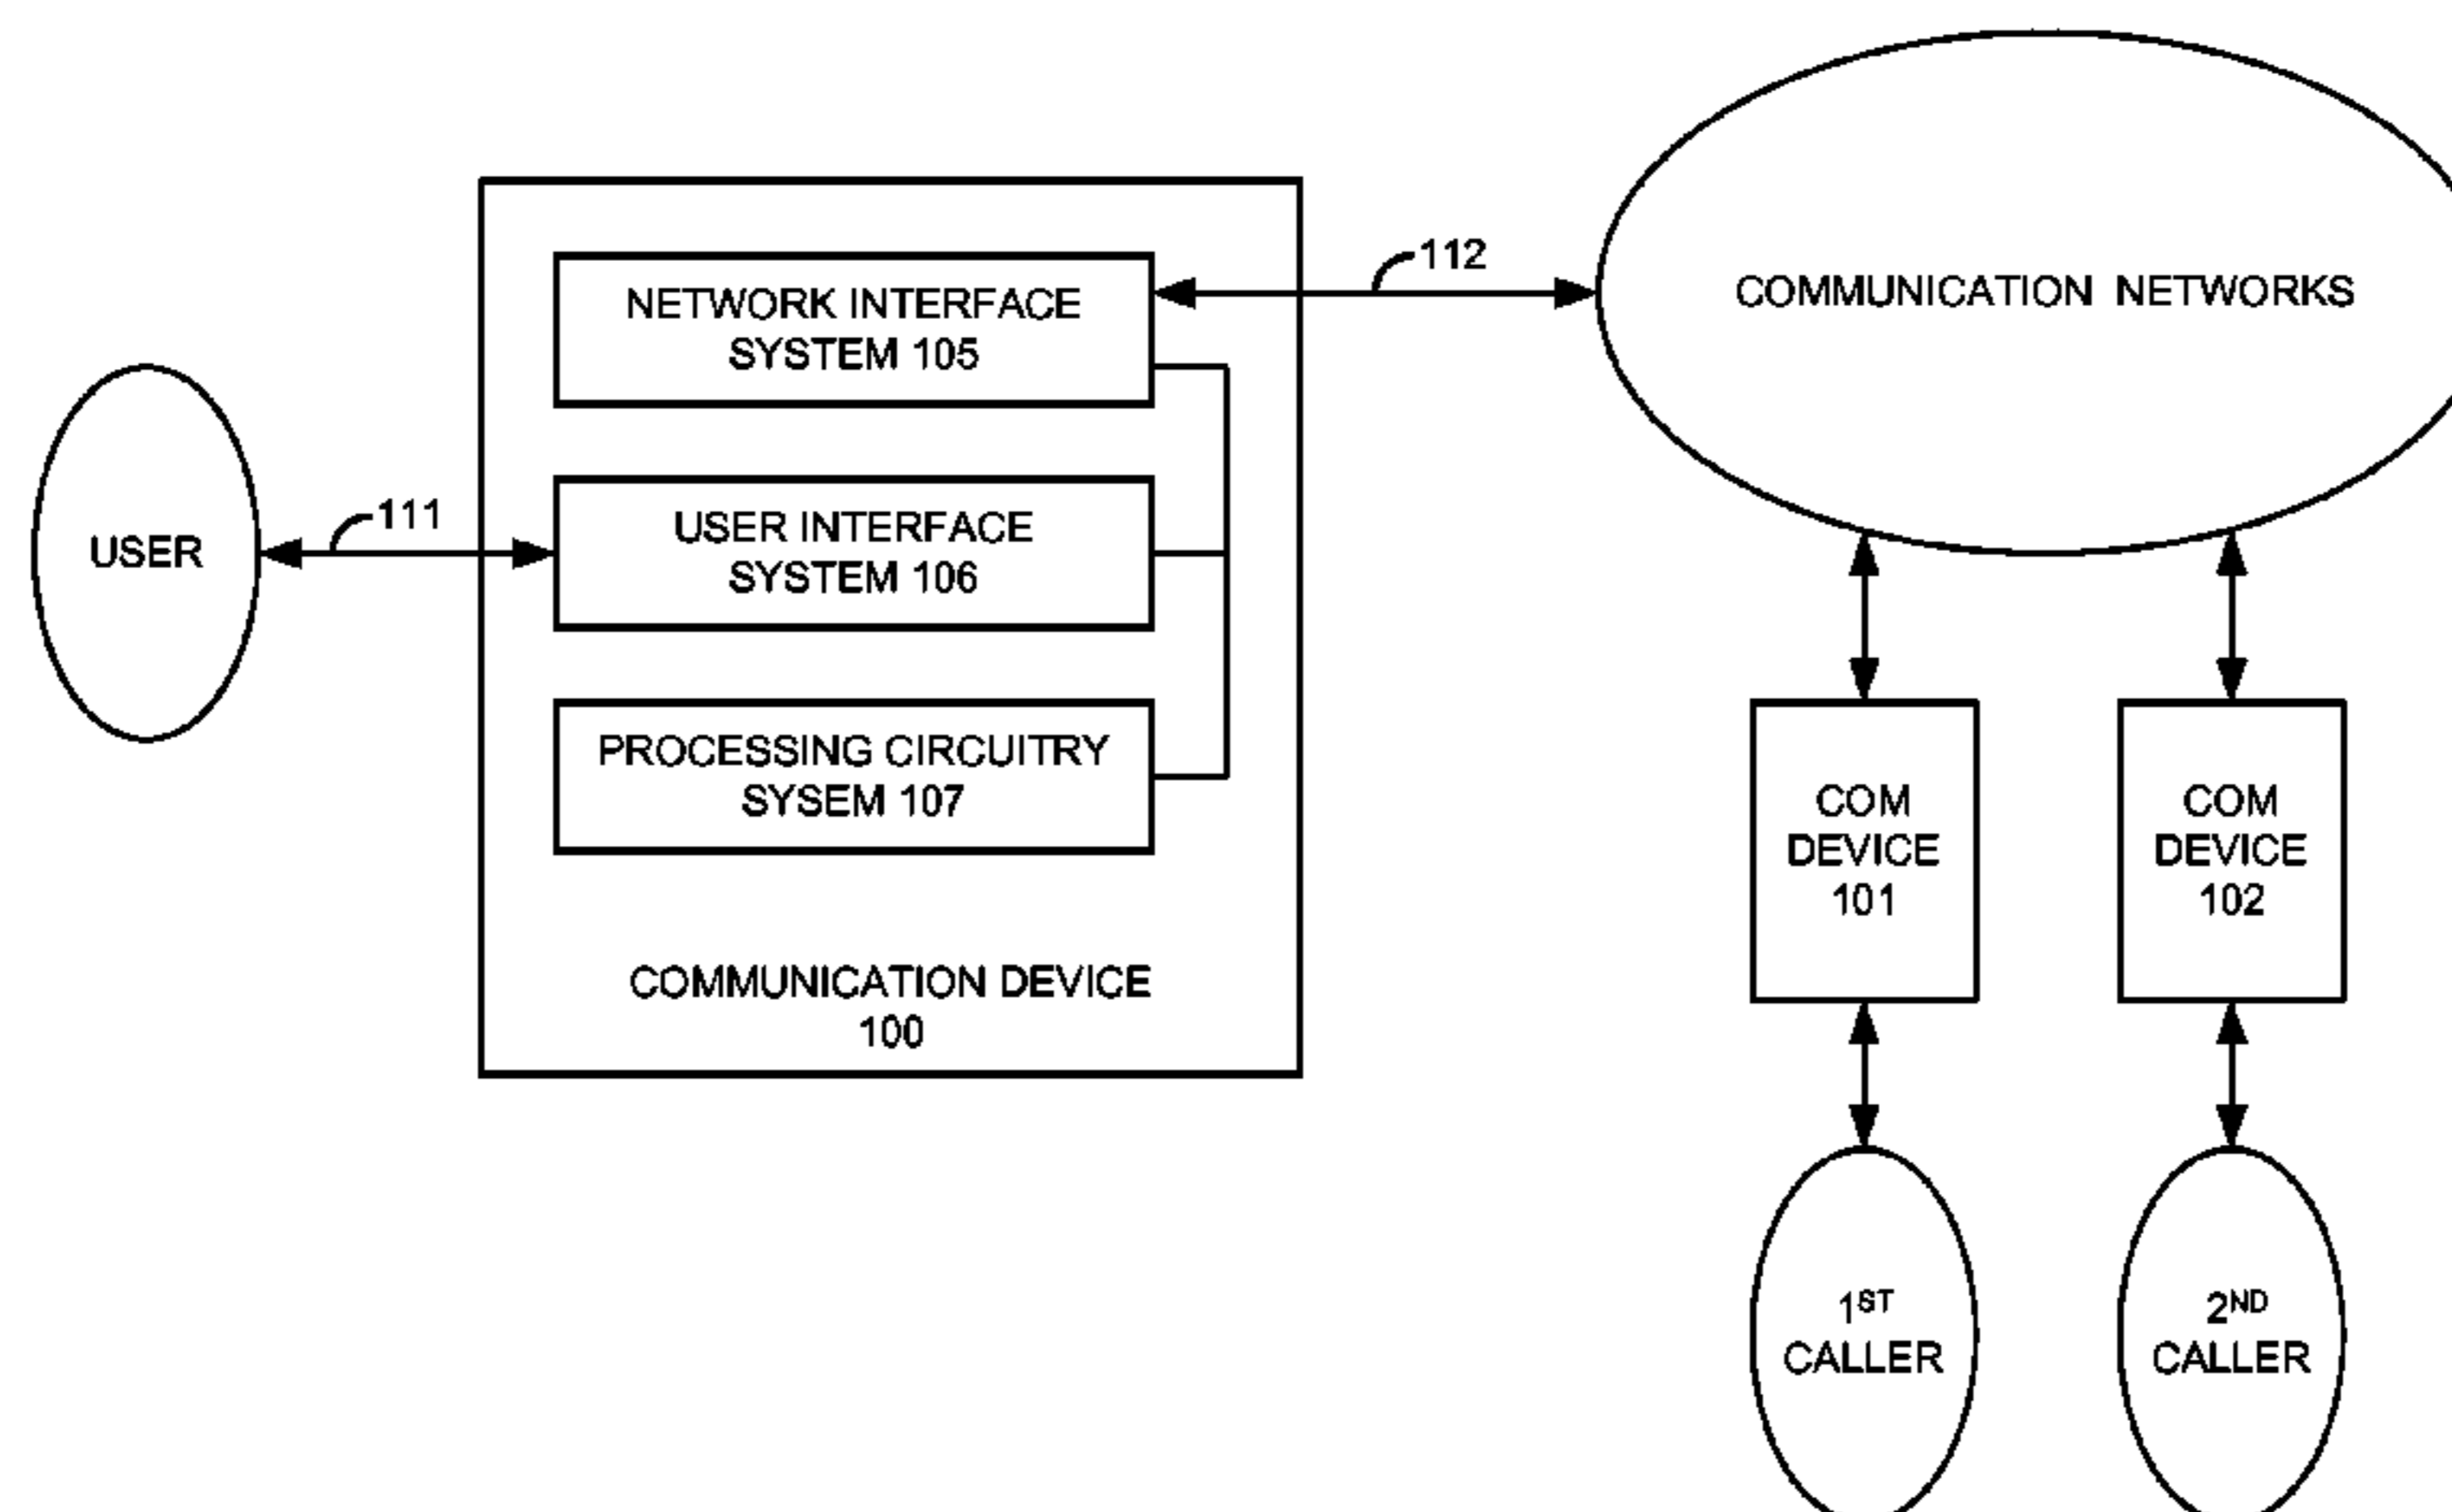 112
NETWORK INTERFACE
SYSTEM 105
COMMUNICATION NETWORKS
111
USER
USER INTERFACE
SYSTEM 106
PROCESSING CIRCUITRY
SYSEM 107
COMMUNICATION DEVICE
100
COM
DEVICE
101
COM
DEVICE
102
1ST
CALLER
2ND
CALLER